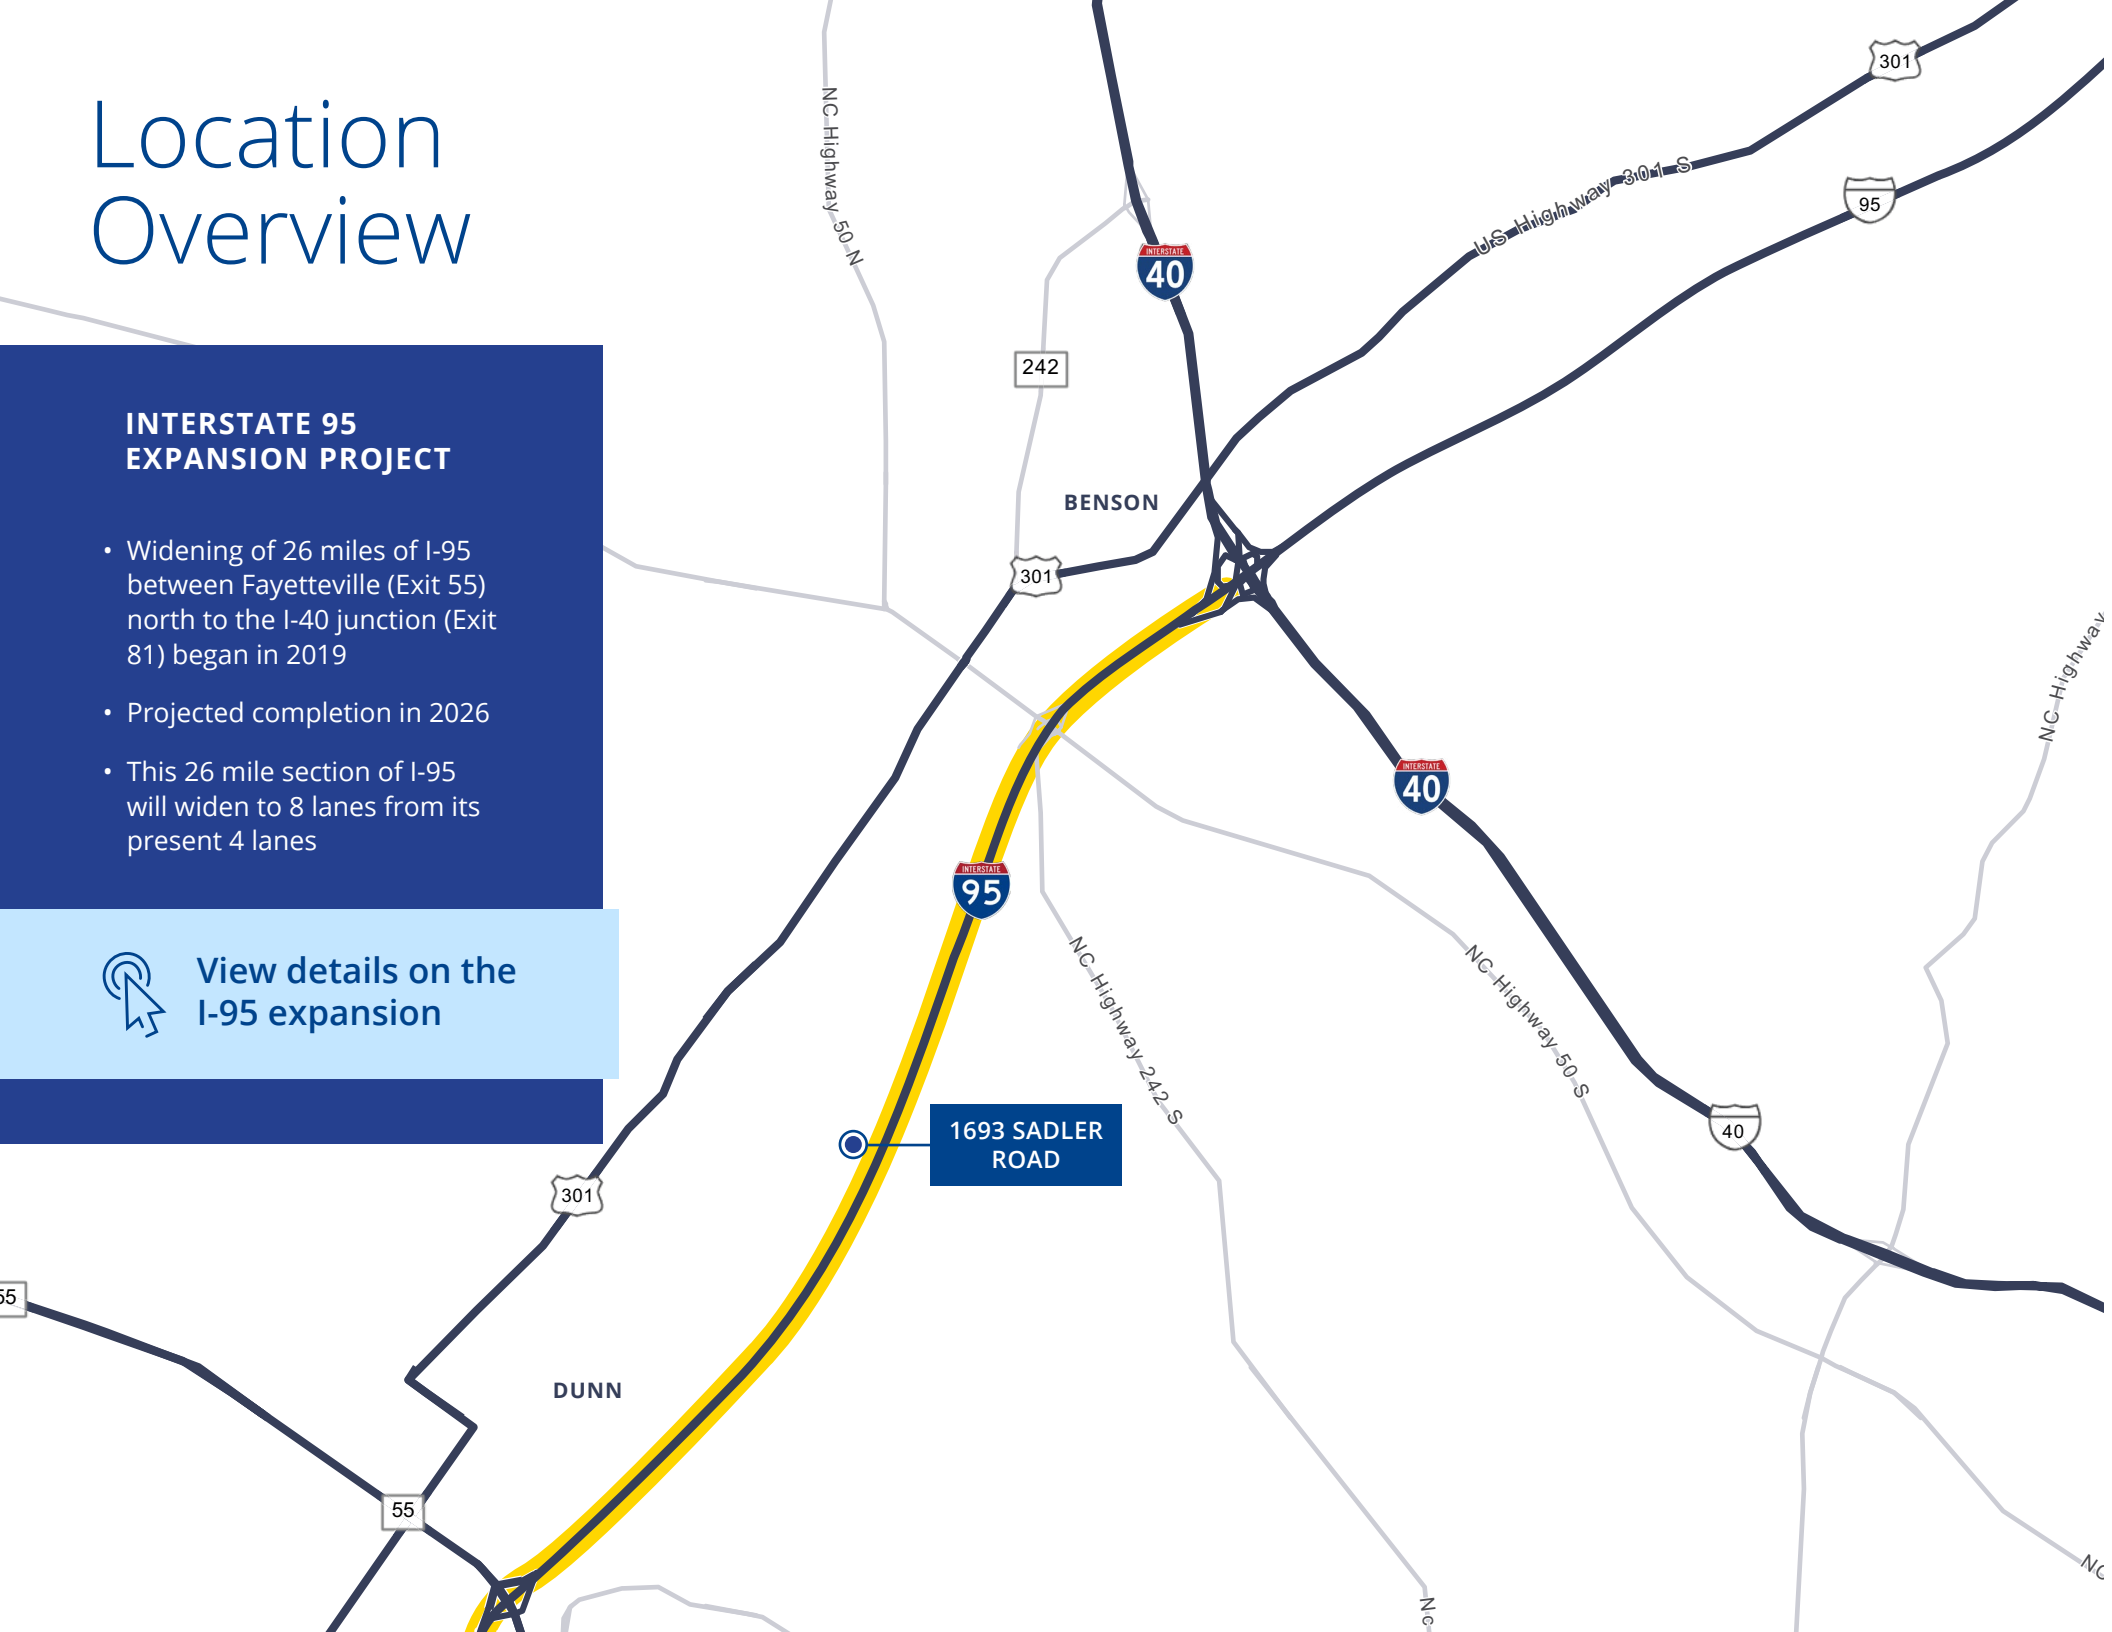 Location
Overview
INTERSTATE 95
EXPANSION PROJECT
• Widening of 26 miles of I-95
between Fayetteville (Exit 55)
north to the I-40 junction (Exit
81) began in 2019
• Projected completion in 2026
• This 26 mile section of I-95
will widen to 8 lanes from its
present 4 lanes
View details on the
I-95 expansion
NC Highway 50 N
INTERSTATE
40
301
US Highway 301 S
95
242
BENSON
301
NC Highway
INTERSTATE
40
INTERSTATE
95
NC Highway 242 S
NC Highway 50 S
1693 SADLER
ROAD
40
301
55
DUNN
55
NC
Nc